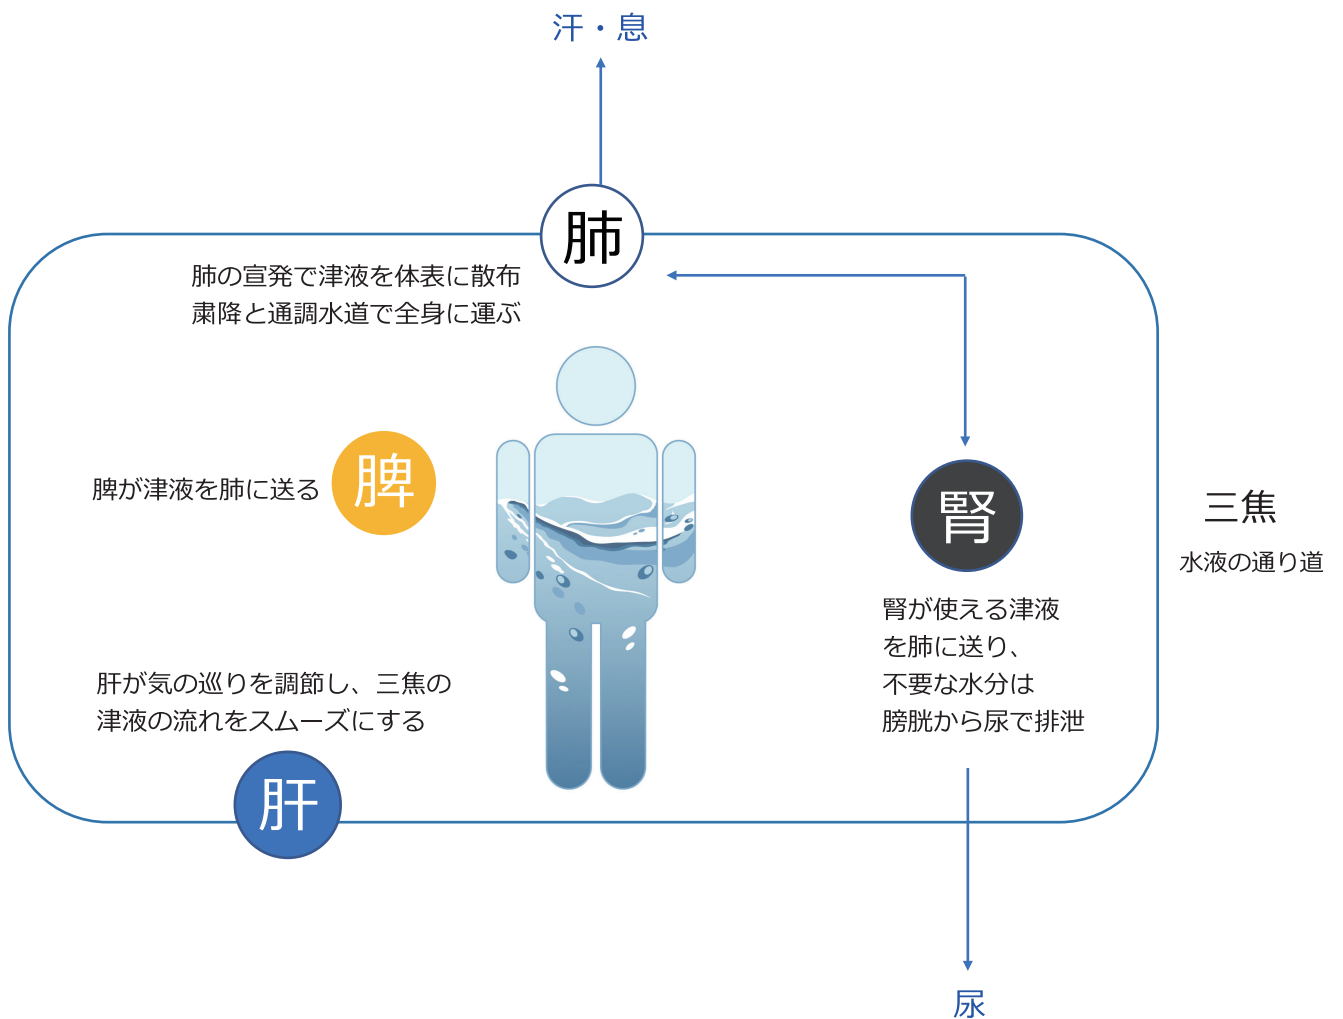 汗・息
肺
肺の宣発で津液を体表に散布
粛降と通調水道で全身に運ぶ
脾が津液を肺に送る
脾
腎
三焦
水液の通り道
腎が使える津液
を肺に送り、
不要な水分は
膀胱から尿で排泄
肝が気の巡りを調節し、三焦の
津液の流れをスムーズにする
肝
尿